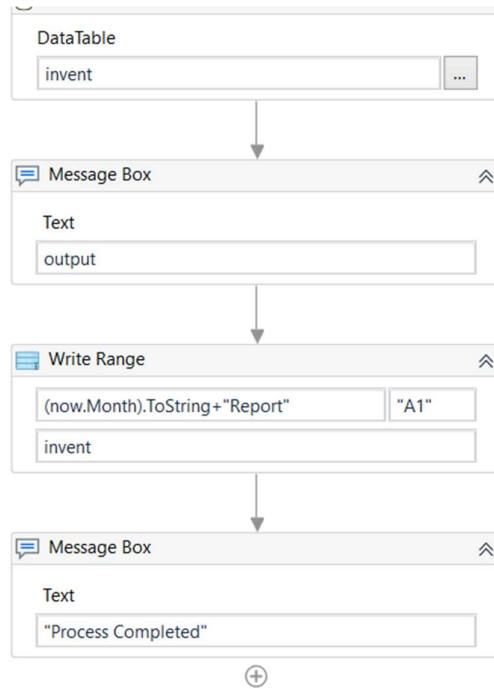 DataTable
invent
...
Message Box
Text
output
Write Range
(now.Month).ToString+"Report" "A1"
invent
Message Box
Text
"Process Completed"